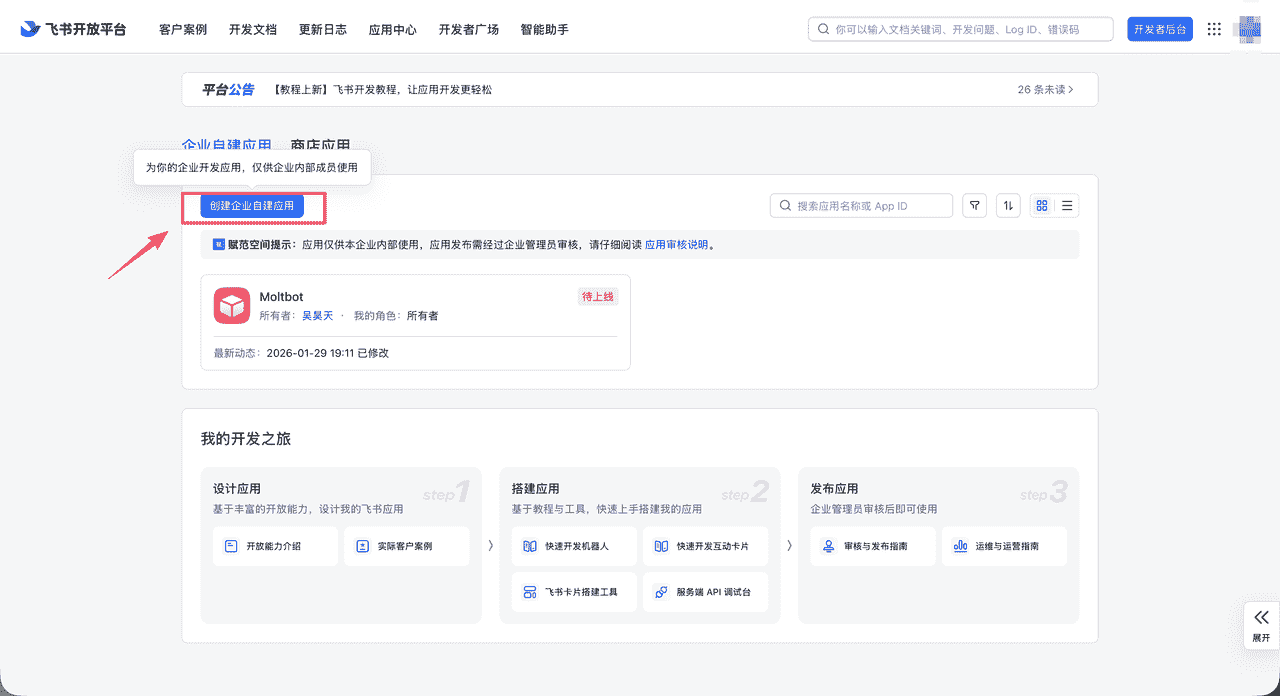 飞书开放平台 客户案例 开发文档 更新日志 应用中心 开发者广场 智能助手 你可以输入文档关键词、开发问题、Log ID、错误码 开发者后台
平台公告 【教程上新】飞书开发教程，让应用开发更轻松 26 条未读
企业自建应用 商店应用
为你的企业开发应用，仅供企业内部成员使用
创建企业自建应用 搜索应用名称或 App ID
赋范空间提示：应用仅供本企业内部使用，应用发布需经过企业管理员审核，请仔细阅读 应用审核说明。
Moltbot 待上线
所有者：吴昊天 · 我的角色：所有者
最新动态：2026-01-29 19:11 已修改
我的开发之旅
设计应用 step1
基于丰富的开放能力，设计我的飞书应用
开放能力介绍 实际客户案例
搭建应用 step2
基于教程与工具，快速上手搭建我的应用
快速开发机器人 快速开发互动卡片
飞书卡片搭建工具 服务端 API 调试台
发布应用 step3
企业管理员审核后即可使用
审核与发布指南 运维与运营指南
展开